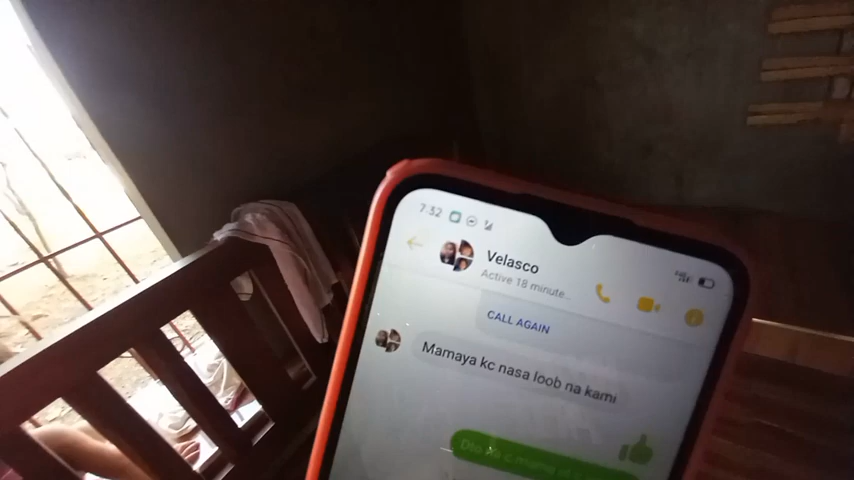 7:32
Velasco
Active 18 minute...
CALL AGAIN
Mamaya kc nasa loob na kami